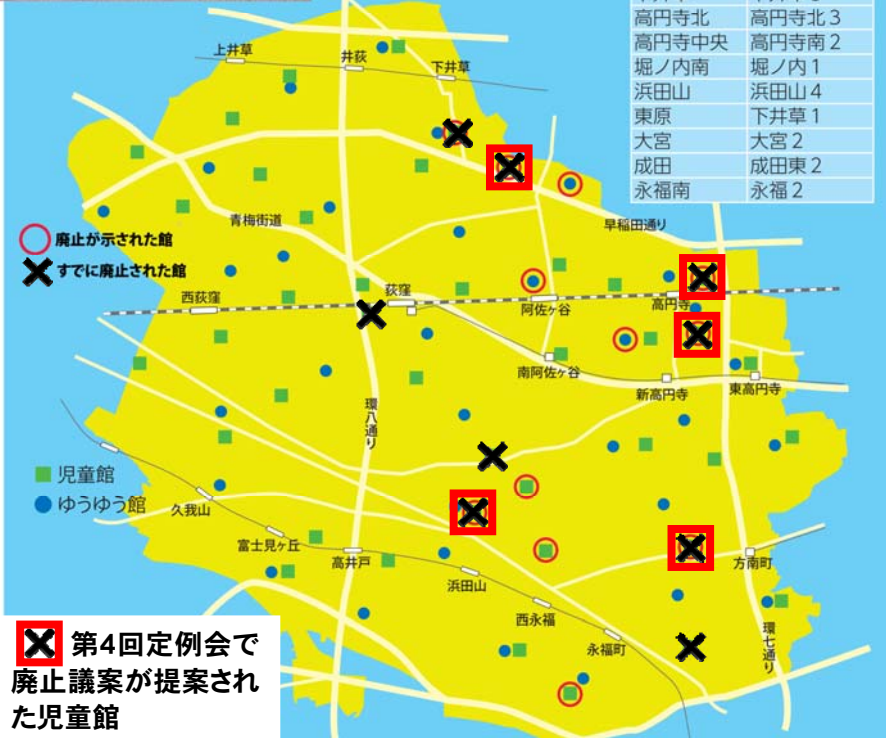 高円寺北 高円寺北3
高円寺中央 高円寺南2
堀ノ内南 堀ノ内1
浜田山 浜田山4
東原 下井草1
大宮 大宮2
成田 成田東2
永福南 永福2
上井草
井荻
下井草
早稲田通り
青梅街道
廃止が示された館
すでに廃止された館
西荻窪
荻窪
阿佐ヶ谷
高円寺
南阿佐ヶ谷
新高円寺
東高円寺
環八通り
児童館
ゆうゆう館
久我山
富士見ヶ丘
高井戸
浜田山
西永福
永福町
方南町
環七通り
第4回定例会で
廃止議案が提案され
た児童館